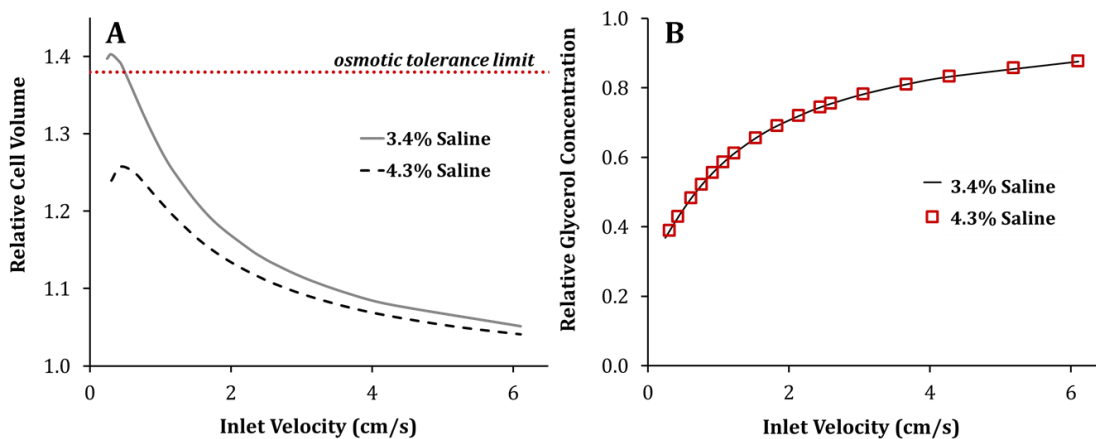 A
osmotic tolerance limit
1.4
1.3
1.2
1.1
1.0
Relative Cell Volume
3.4% Saline
4.3% Saline
0
2
4
6
Inlet Velocity (cm/s)
B
1.0
0.8
0.6
0.4
0.2
0.0
Relative Glycerol Concentration
3.4% Saline
4.3% Saline
0
2
4
6
Inlet Velocity (cm/s)